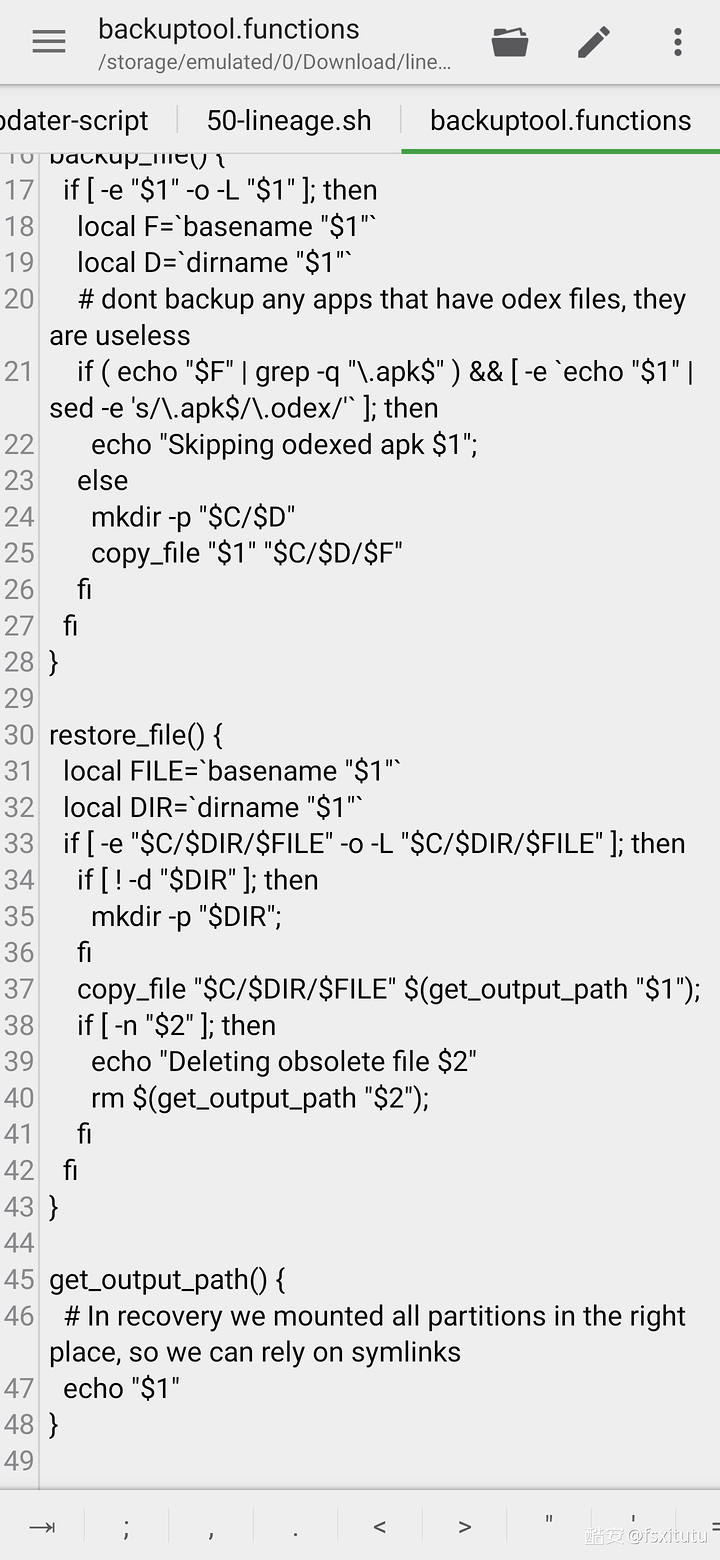 backuptool.functions
/storage/emulated/0/Download/line...
pdater-script
50-lineage.sh
backuptool.functions
16 backup_file() {
17 if [ -e "$1" -o -L "$1" ]; then
18 local F=`basename "$1"`
19 local D=`dirname "$1"`
20 # dont backup any apps that have odex files, they
are useless
21 if ( echo "$F" | grep -q "\.apk$" ) && [ -e `echo "$1" |
sed -e 's/\.apk$/\.odex/'` ]; then
22 echo "Skipping odexed apk $1";
23 else
24 mkdir -p "$C/$D"
25 copy_file "$1" "$C/$D/$F"
26 fi
27 fi
28 }
29
30 restore_file() {
31 local FILE=`basename "$1"`
32 local DIR=`dirname "$1"`
33 if [ -e "$C/$DIR/$FILE" -o -L "$C/$DIR/$FILE" ]; then
34 if [ ! -d "$DIR" ]; then
35 mkdir -p "$DIR";
36 fi
37 copy_file "$C/$DIR/$FILE" $(get_output_path "$1");
38 if [ -n "$2" ]; then
39 echo "Deleting obsolete file $2"
40 rm $(get_output_path "$2");
41 fi
42 fi
43 }
44
45 get_output_path() {
46 # In recovery we mounted all partitions in the right
place, so we can rely on symlinks
47 echo "$1"
48 }
49
; , . < > " ' =
酷安 @fsxitutu